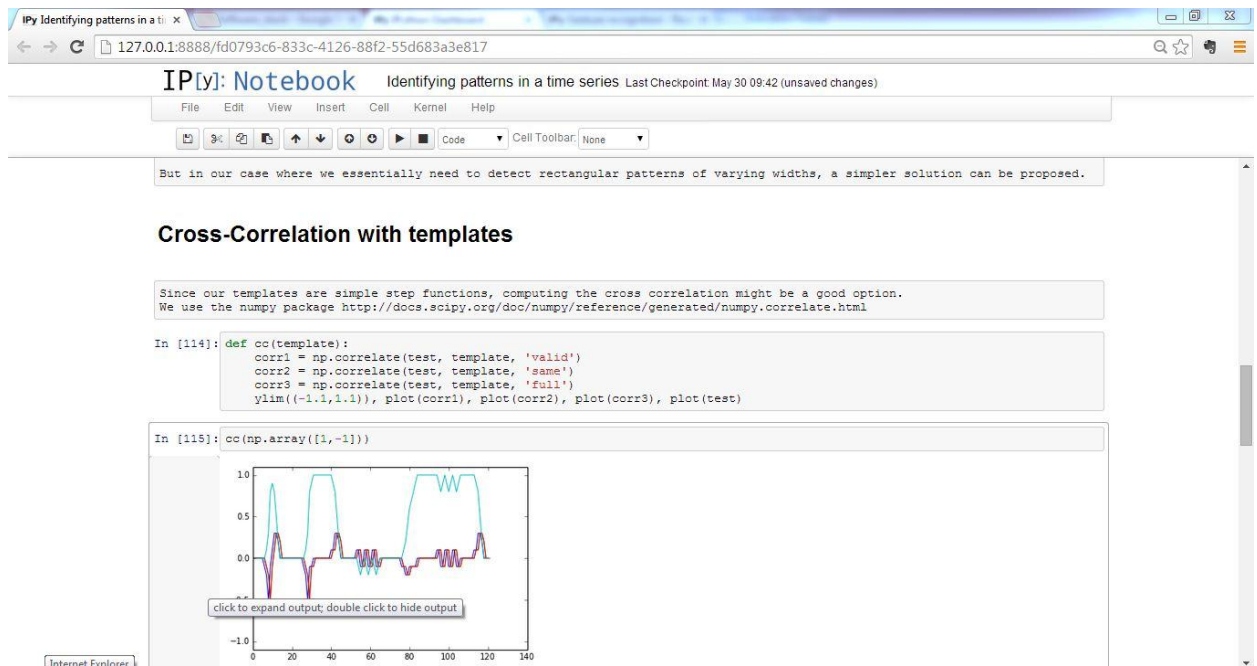 IPy Identifying patterns in a ti
127.0.0.1:8888/fd0793c6-833c-4126-88f2-55d683a3e817
IP[y]: Notebook Identifying patterns in a time series Last Checkpoint: May 30 09:42 (unsaved changes)
File Edit View Insert Cell Kernel Help
Code Cell Toolbar: None
But in our case where we essentially need to detect rectangular patterns of varying widths, a simpler solution can be proposed.
Cross-Correlation with templates
Since our templates are simple step functions, computing the cross correlation might be a good option.
We use the numpy package http://docs.scipy.org/doc/numpy/reference/generated/numpy.correlate.html
In [114]: def cc(template):
corr1 = np.correlate(test, template, 'valid')
corr2 = np.correlate(test, template, 'same')
corr3 = np.correlate(test, template, 'full')
ylim((-1.1,1.1)), plot(corr1), plot(corr2), plot(corr3), plot(test)
In [115]: cc(np.array([1,-1]))
1.0
0.5
0.0
click to expand output; double click to hide output
−1.0
0 20 40 60 80 100 120 140
Internet Explorer